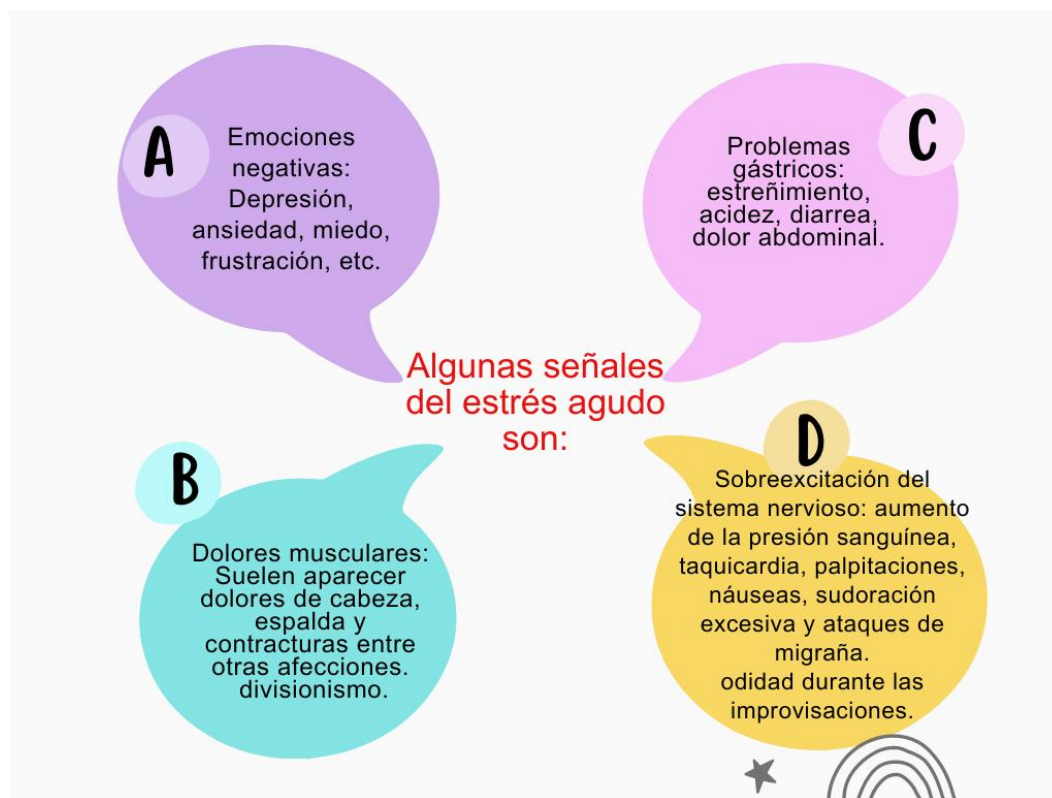 A
Emociones
negativas:
Depresión,
ansiedad, miedo,
frustración, etc.
C
Problemas
gástricos:
estreñimiento,
acidez, diarrea,
dolor abdominal.
Algunas señales
del estrés agudo
son:
B
Dolores musculares:
Suelen aparecer
dolores de cabeza,
espalda y
contracturas entre
otras afecciones.
divisionismo.
D
Sobreexcitación del
sistema nervioso: aumento
de la presión sanguínea,
taquicardia, palpitaciones,
náuseas, sudoración
excesiva y ataques de
migraña.
odidad durante las
improvisaciones.